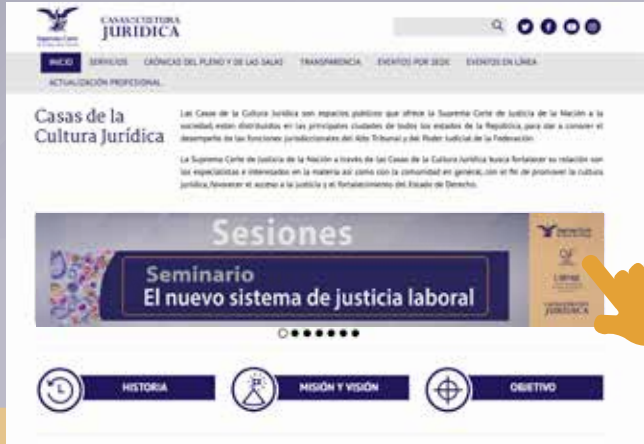 CASAS DE LA CULTURA
JURÍDICA
INICIO SERVICIOS CRÓNICAS DEL PLENO Y DE LAS SALAS TRANSPARENCIA EVENTOS POR SEDE EVENTOS EN LÍNEA
ACTUALIZACIÓN PROFESIONAL
Casas de la
Cultura Jurídica
Las Casas de la Cultura Jurídica son espacios públicos que ofrece la Suprema Corte de Justicia de la Nación a la
sociedad, están distribuidos en las principales ciudades de todos los estados de la República, para dar a conocer el
desempeño de las funciones jurisdiccionales del Alto Tribunal y del Poder Judicial de la Federación.
La Suprema Corte de Justicia de la Nación a través de las Casas de la Cultura Jurídica busca fortalecer su relación con
los especialistas e interesados en la materia así como con la comunidad en general, con el fin de promover la cultura
jurídica, favorecer el acceso a la justicia y el fortalecimiento del Estado de Derecho.
Sesiones
Seminario
El nuevo sistema de justicia laboral
JURÍDICA
HISTORIA MISIÓN Y VISIÓN OBJETIVO